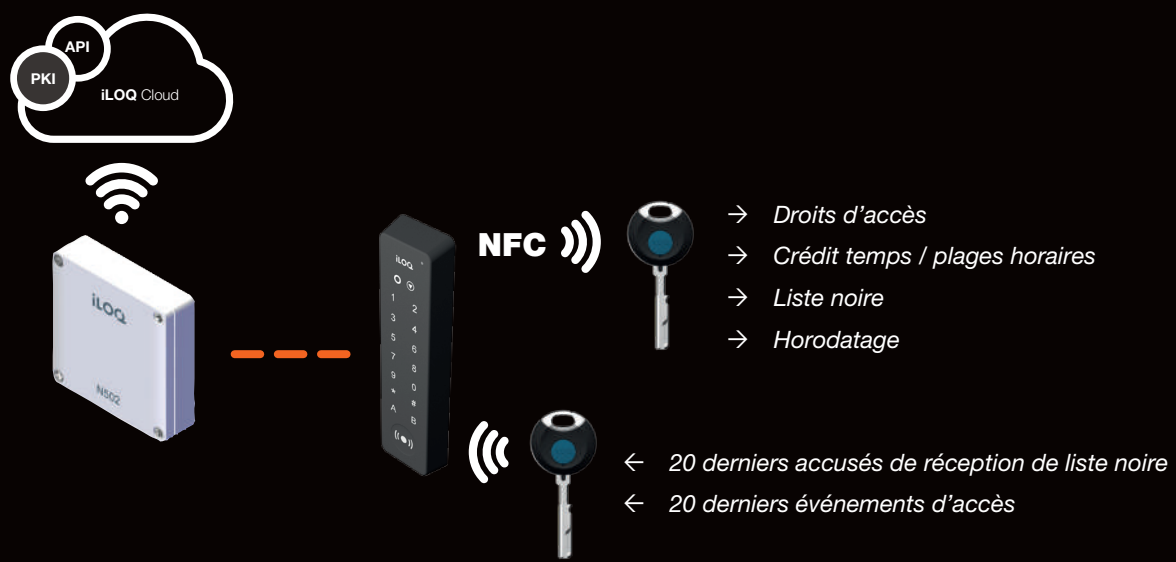 API
PKI
iLOQ Cloud
NFC
→ Droits d'accès
→ Crédit temps / plages horaires
→ Liste noire
→ Horodatage
iLOQ
N502
iLOQ
1 2
3 4
5 6
7 8
9 0
* #
A B
← 20 derniers accusés de réception de liste noire
← 20 derniers événements d'accès